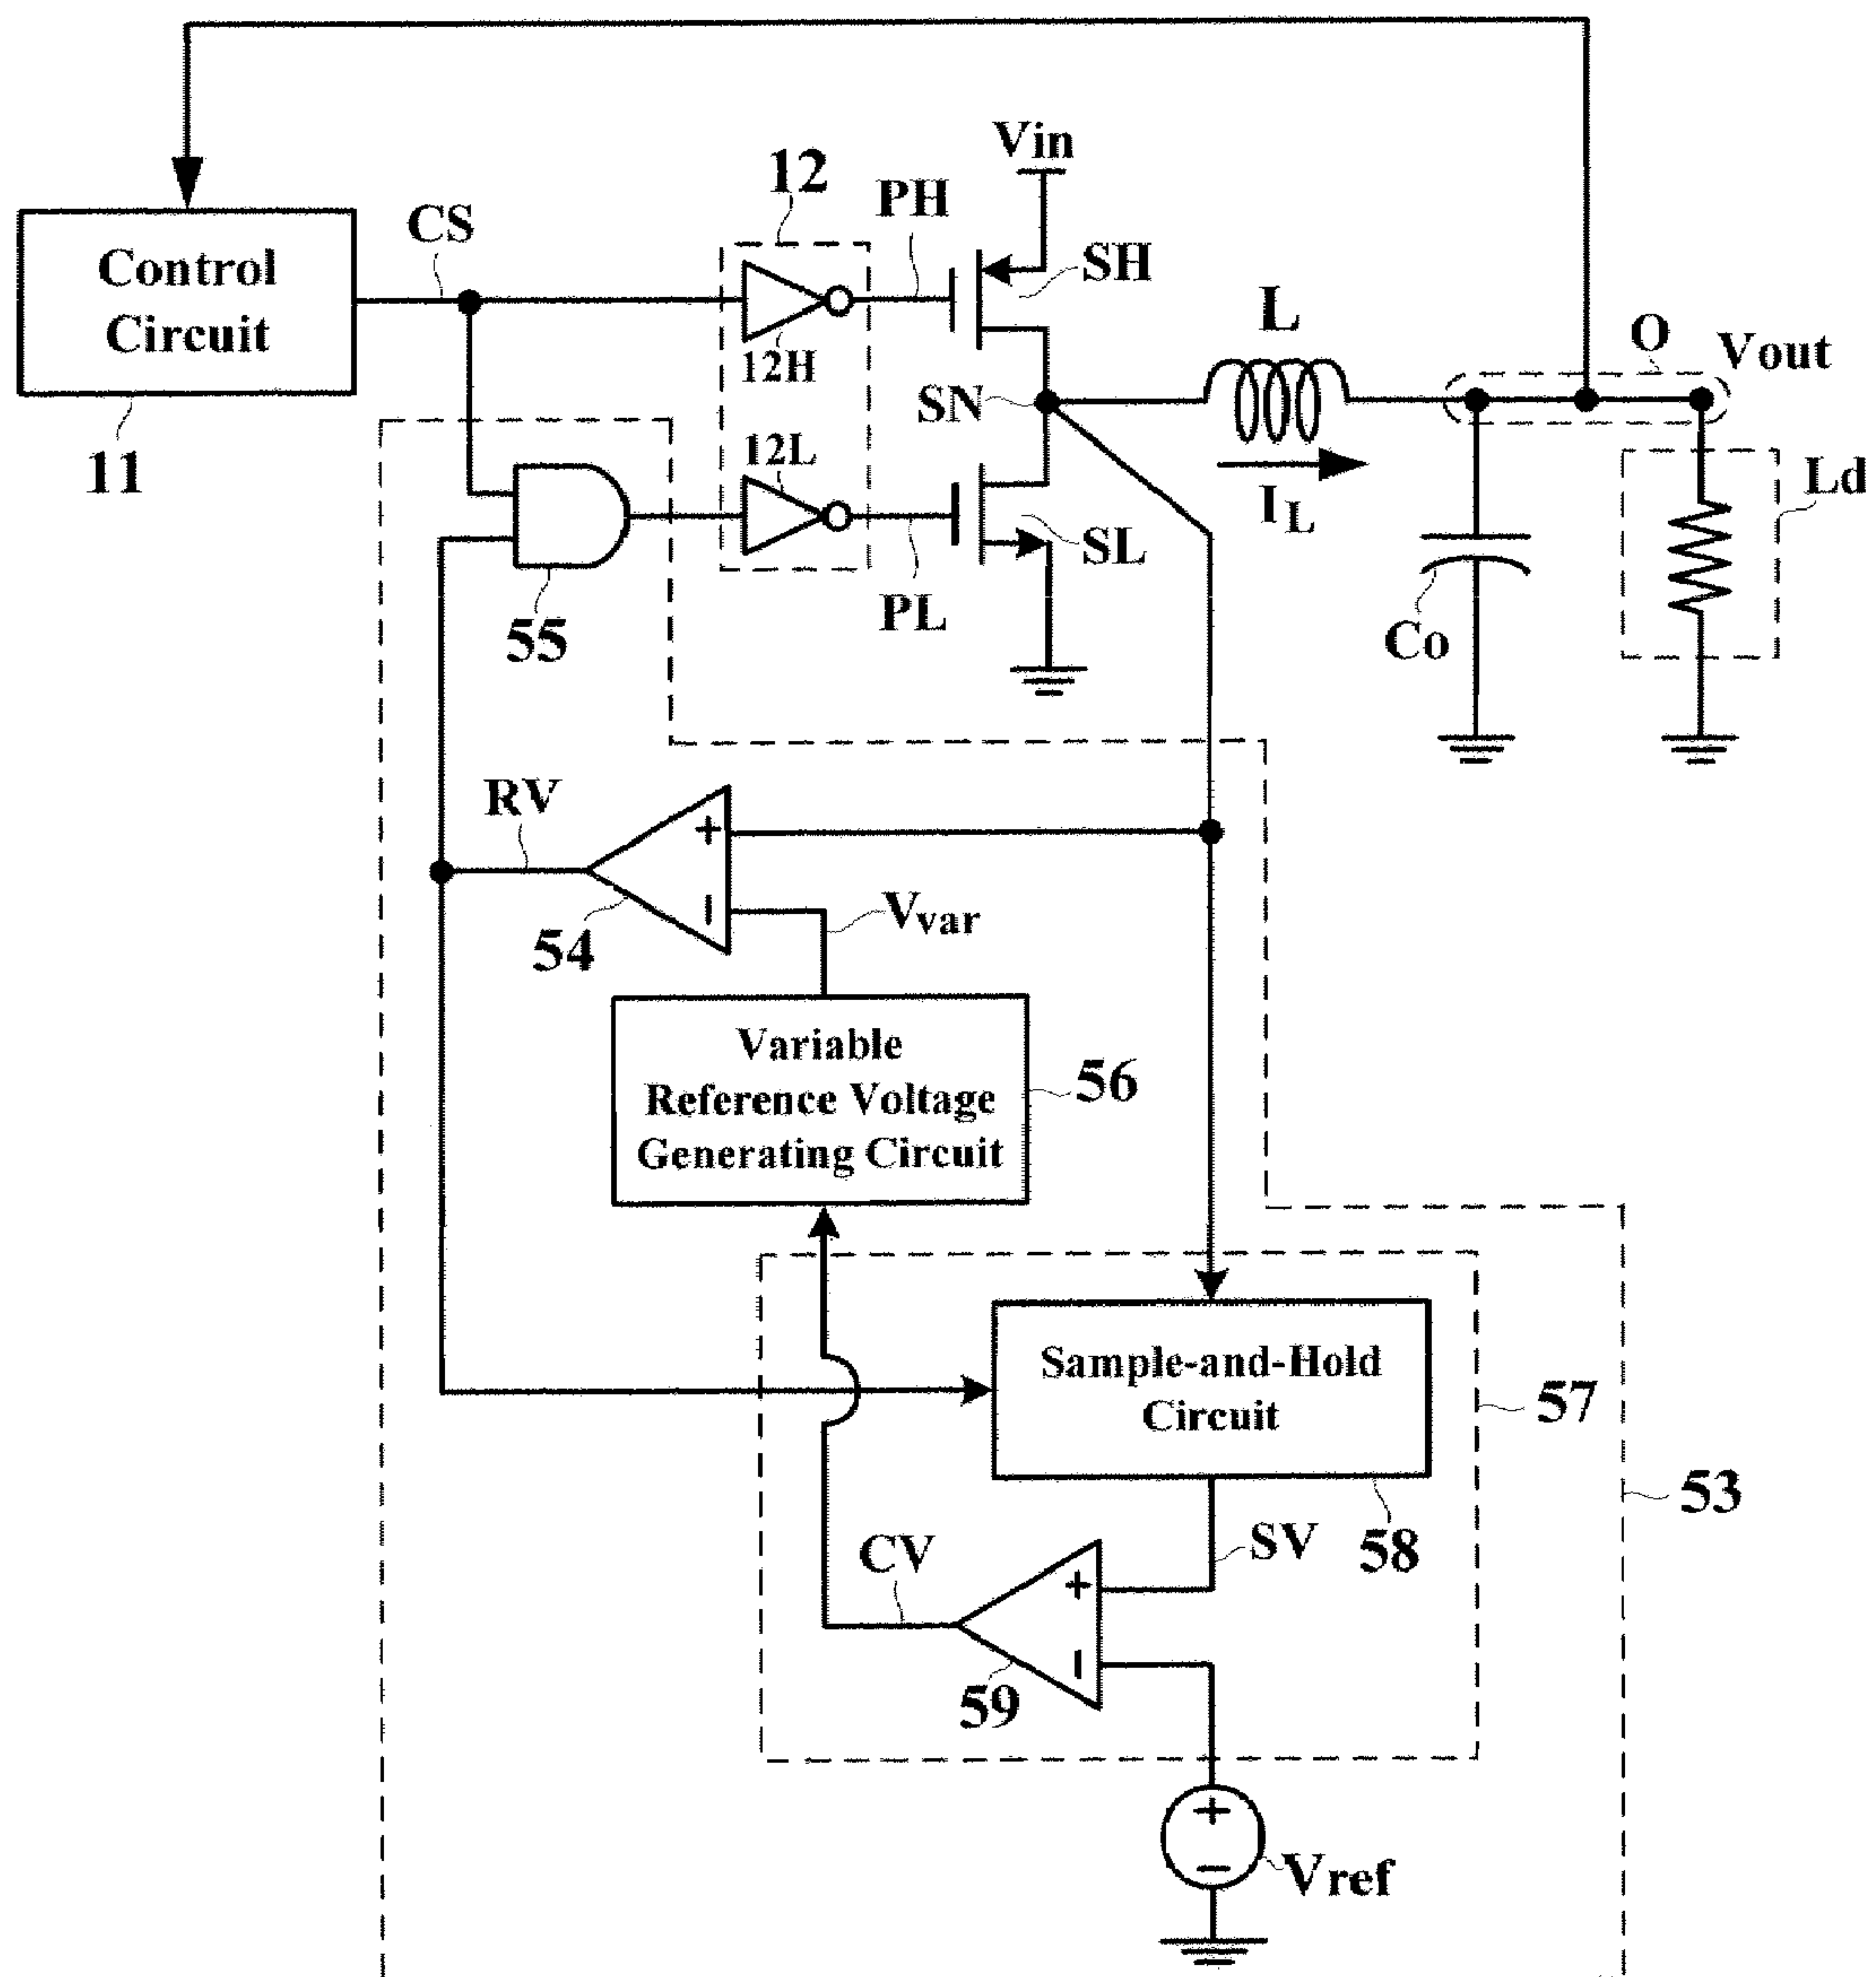 Vin
12
PH
CS
SH
Control
Circuit
L
O
Vout
12H
SN
12L
11
Ld
I_L
SL
PL
55
Co
RV
+
−
Vvar
54
Variable
Reference Voltage
Generating Circuit
56
Sample-and-Hold
Circuit
57
53
SV
58
CV
+
−
59
+
−
Vref